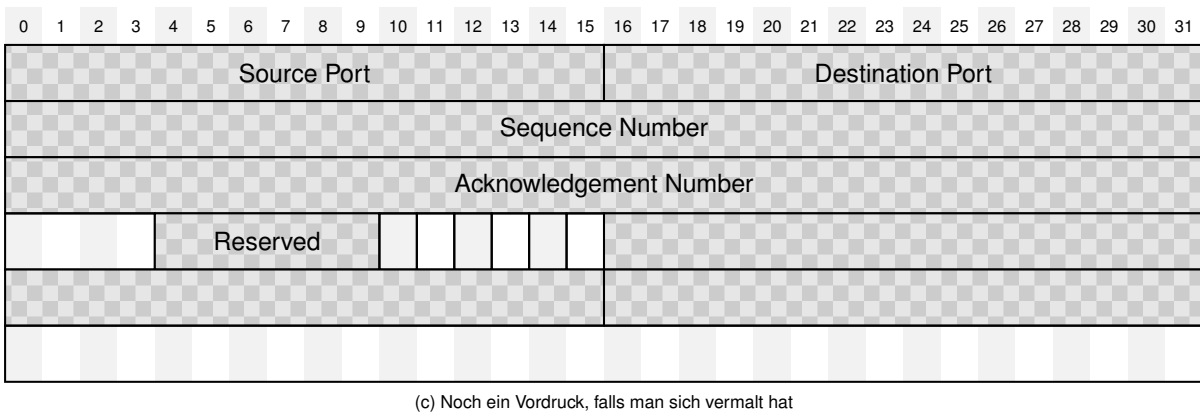 0 1 2 3 4 5 6 7 8 9 10 11 12 13 14 15 16 17 18 19 20 21 22 23 24 25 26 27 28 29 30 31
Source Port Destination Port
Sequence Number
Acknowledgement Number
Reserved
(c) Noch ein Vordruck, falls man sich vermalt hat